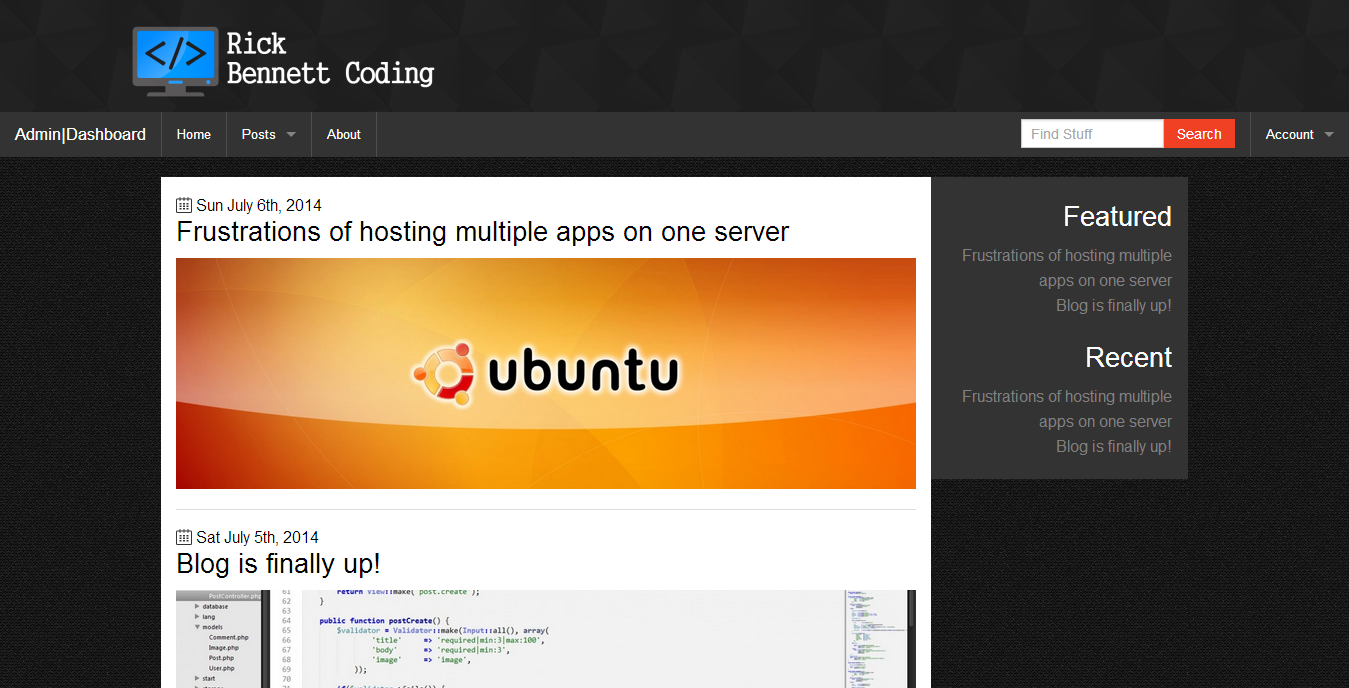 </>
Rick
Bennett Coding
Admin|Dashboard Home Posts About Find Stuff Search Account
Sun July 6th, 2014
Frustrations of hosting multiple apps on one server
ubuntu
Sat July 5th, 2014
Blog is finally up!
PostController.php
database
lang
models
Comment.php
Image.php
Post.php
User.php
start
61 return View::make('post.create');
62 }
63
64 public function postCreate() {
65 $validator = Validator::make(Input::all(), array(
66 'title' => 'required|min:3|max:100',
67 'body' => 'required|min:3',
68 'image' => 'image',
69 ));
70
Featured
Frustrations of hosting multiple
apps on one server
Blog is finally up!
Recent
Frustrations of hosting multiple
apps on one server
Blog is finally up!